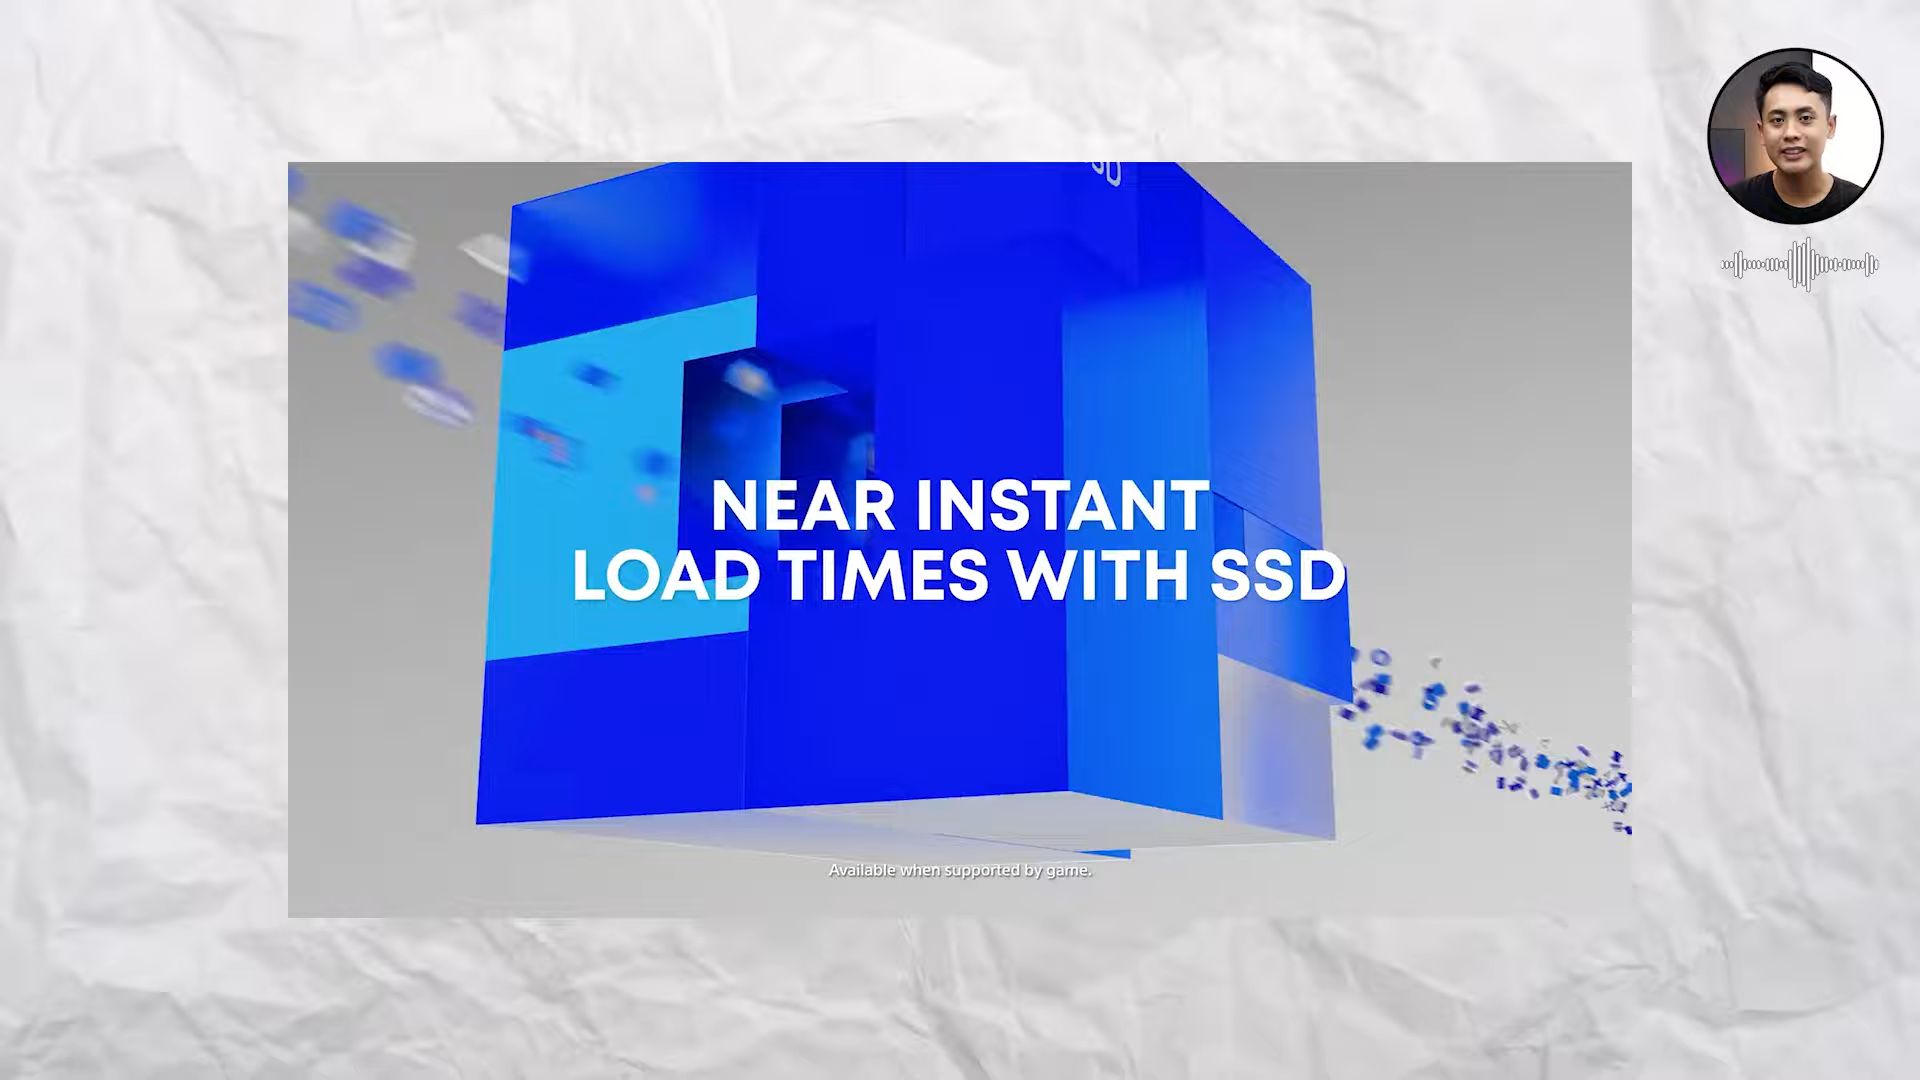 NEAR INSTANT
LOAD TIMES WITH SSD
Available when supported by game.